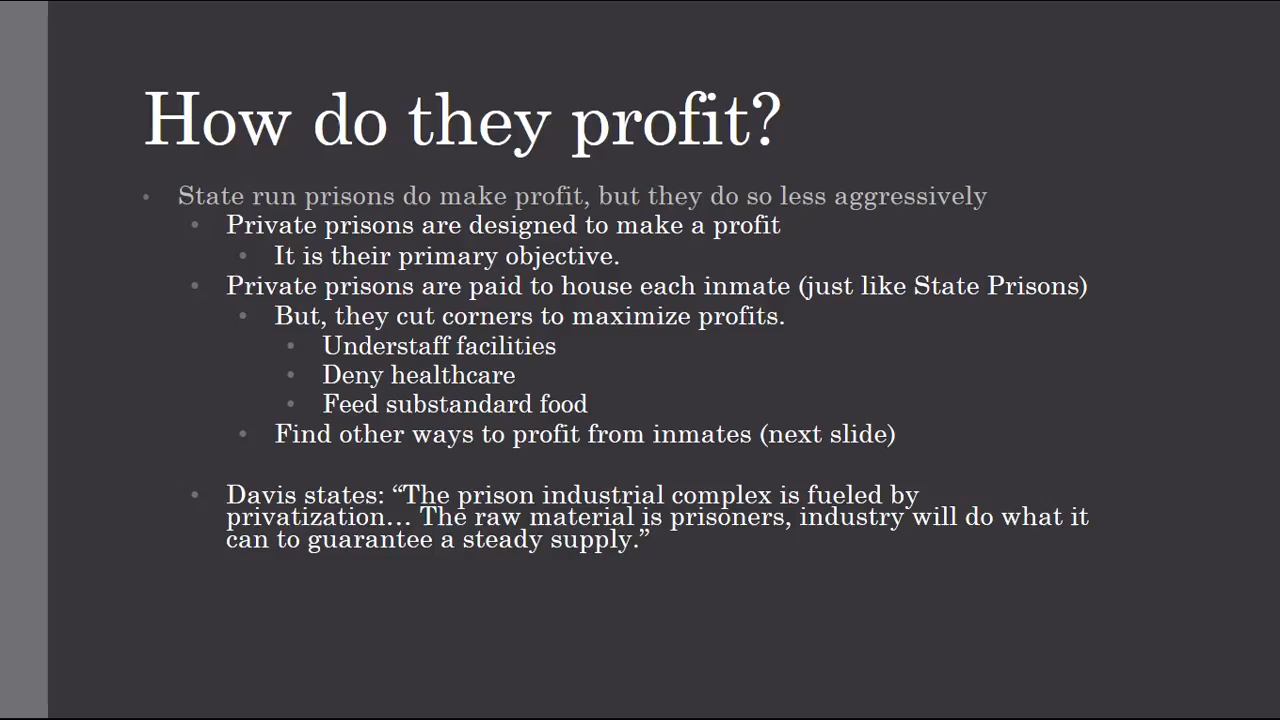 How do they profit?
• State run prisons do make profit, but they do so less aggressively
• Private prisons are designed to make a profit
• It is their primary objective.
• Private prisons are paid to house each inmate (just like State Prisons)
• But, they cut corners to maximize profits.
• Understaff facilities
• Deny healthcare
• Feed substandard food
• Find other ways to profit from inmates (next slide)
• Davis states: “The prison industrial complex is fueled by
privatization… The raw material is prisoners, industry will do what it
can to guarantee a steady supply.”